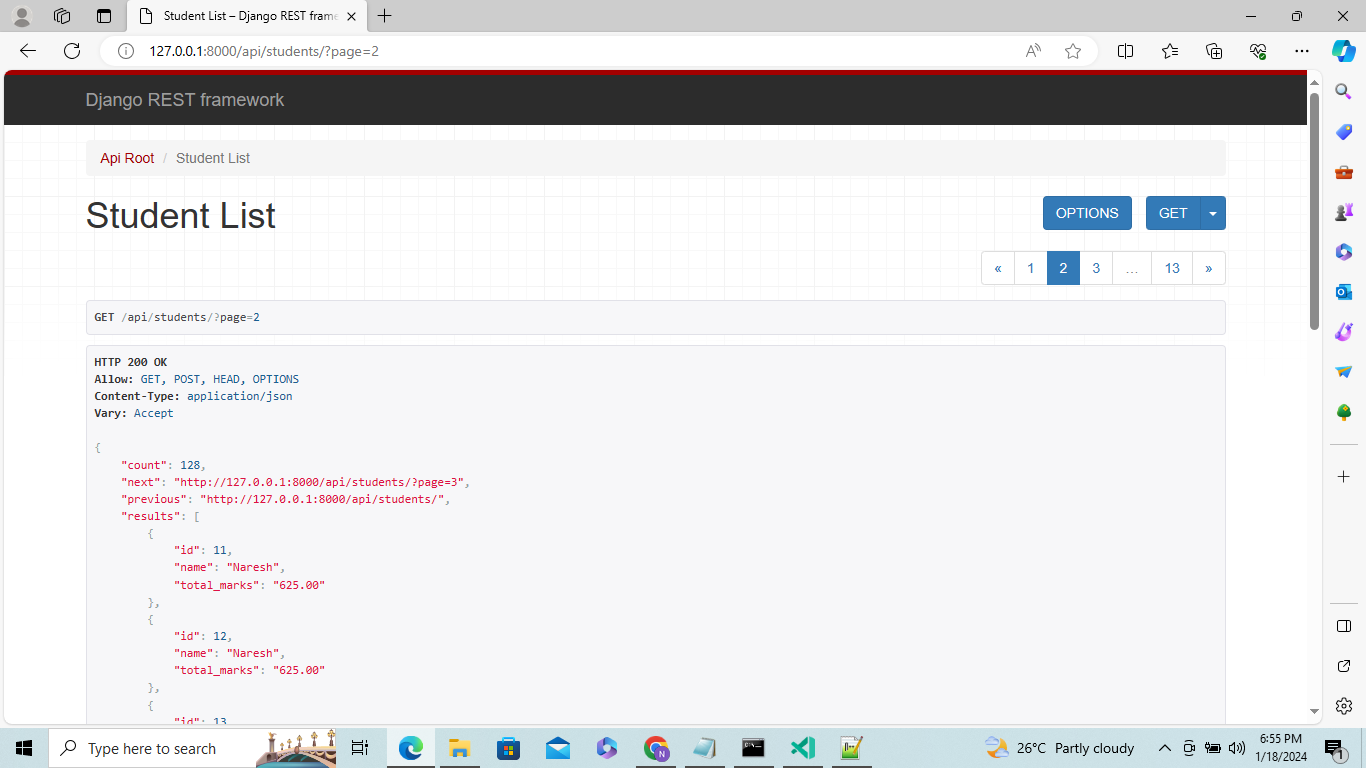 Student List – Django REST frame
127.0.0.1:8000/api/students/?page=2
Django REST framework
Api Root / Student List
Student List
OPTIONS
GET
« 1 2 3 … 13 »
GET /api/students/?page=2
HTTP 200 OK
Allow: GET, POST, HEAD, OPTIONS
Content-Type: application/json
Vary: Accept
{
"count": 128,
"next": "http://127.0.0.1:8000/api/students/?page=3",
"previous": "http://127.0.0.1:8000/api/students/",
"results": [
{
"id": 11,
"name": "Naresh",
"total_marks": "625.00"
},
{
"id": 12,
"name": "Naresh",
"total_marks": "625.00"
},
{
"id": 13
Type here to search
N
26°C Partly cloudy
6:55 PM
1/18/2024
1